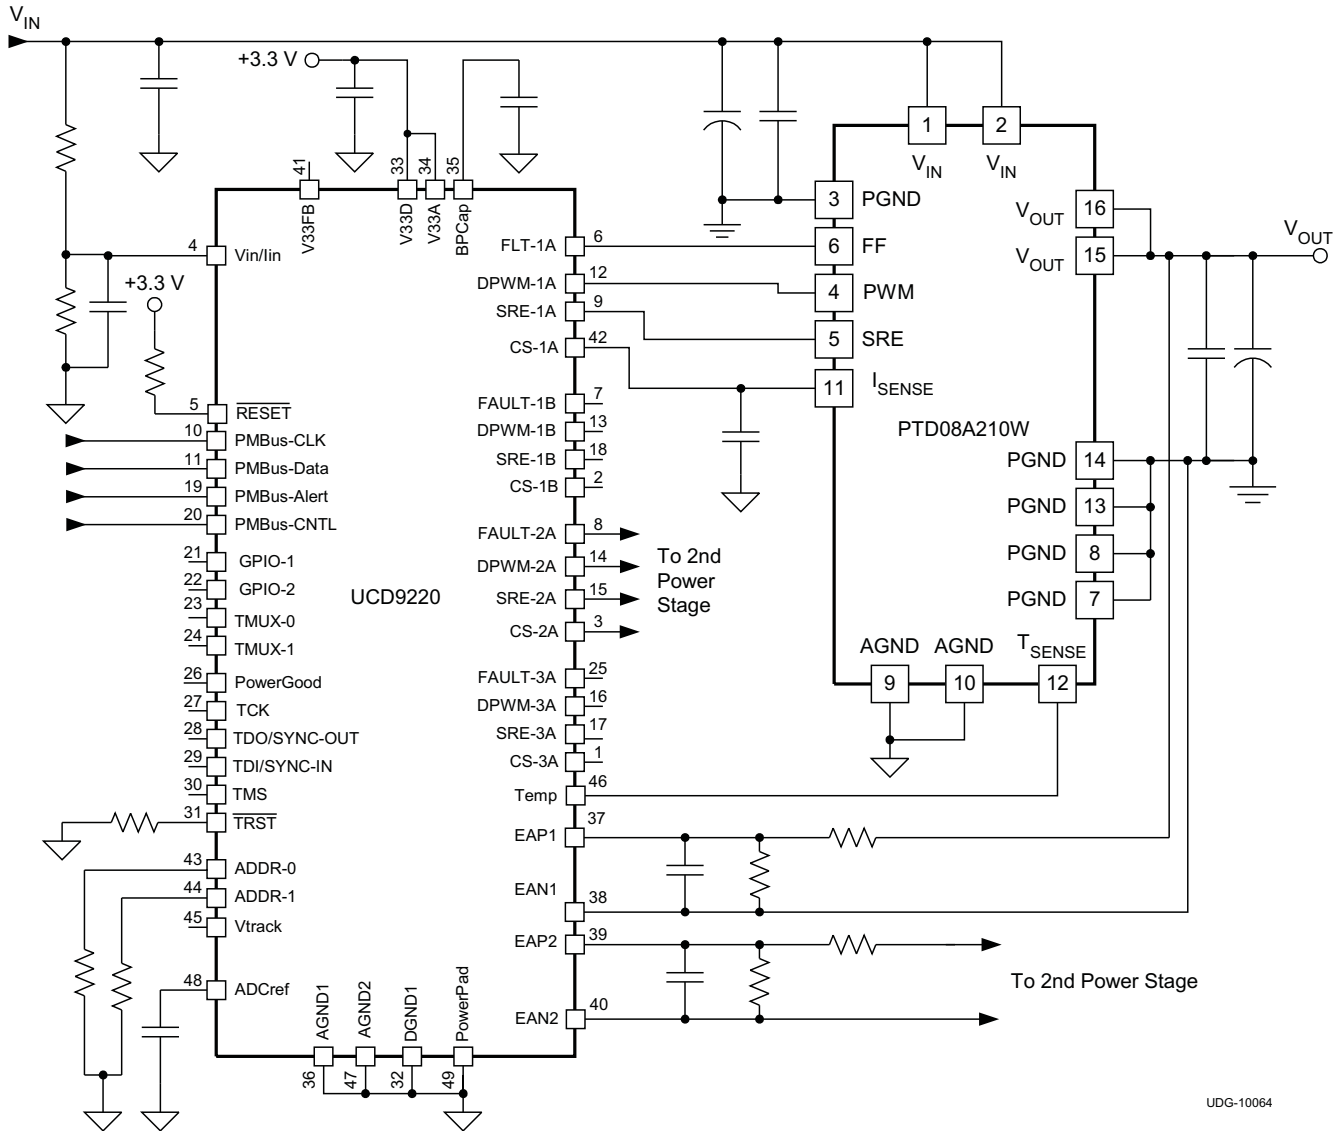 VIN
+3.3 V
41
33
34
35
V33FB
V33D
V33A
BPCap
4 Vin/Iin
+3.3 V
5 RESET
10 PMBus-CLK
11 PMBus-Data
19 PMBus-Alert
20 PMBus-CNTL
21 GPIO-1
22 GPIO-2
23 TMUX-0
24 TMUX-1
26 PowerGood
27 TCK
28 TDO/SYNC-OUT
29 TDI/SYNC-IN
30 TMS
31 TRST
43 ADDR-0
44 ADDR-1
45 Vtrack
48 ADCref
UCD9220
AGND1
AGND2
DGND1
PowerPad
36
47
32
49
FLT-1A 6
DPWM-1A 12
SRE-1A 9
CS-1A 42
FAULT-1B 7
DPWM-1B 13
SRE-1B 18
CS-1B 2
FAULT-2A 8
DPWM-2A 14
SRE-2A 15
CS-2A 3
To 2nd
Power
Stage
FAULT-3A 25
DPWM-3A 16
SRE-3A 17
CS-3A 1
Temp 46
EAP1 37
EAN1 38
EAP2 39
EAN2 40
To 2nd Power Stage
1
2
VIN
VIN
3 PGND
6 FF
4 PWM
5 SRE
11 ISENSE
PTD08A210W
VOUT 16
VOUT 15
VOUT
PGND 14
PGND 13
PGND 8
PGND 7
AGND
AGND
TSENSE
9
10
12
UDG-10064